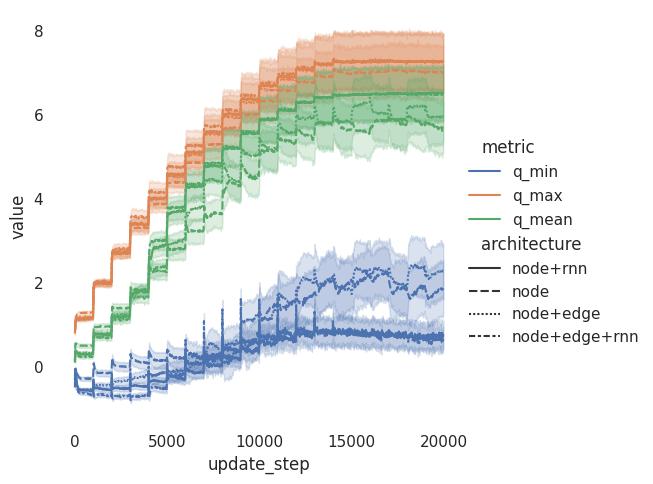 8
6
4
2
0
value
0 5000 10000 15000 20000
update_step
metric
q_min
q_max
q_mean
architecture
node+rnn
node
node+edge
node+edge+rnn